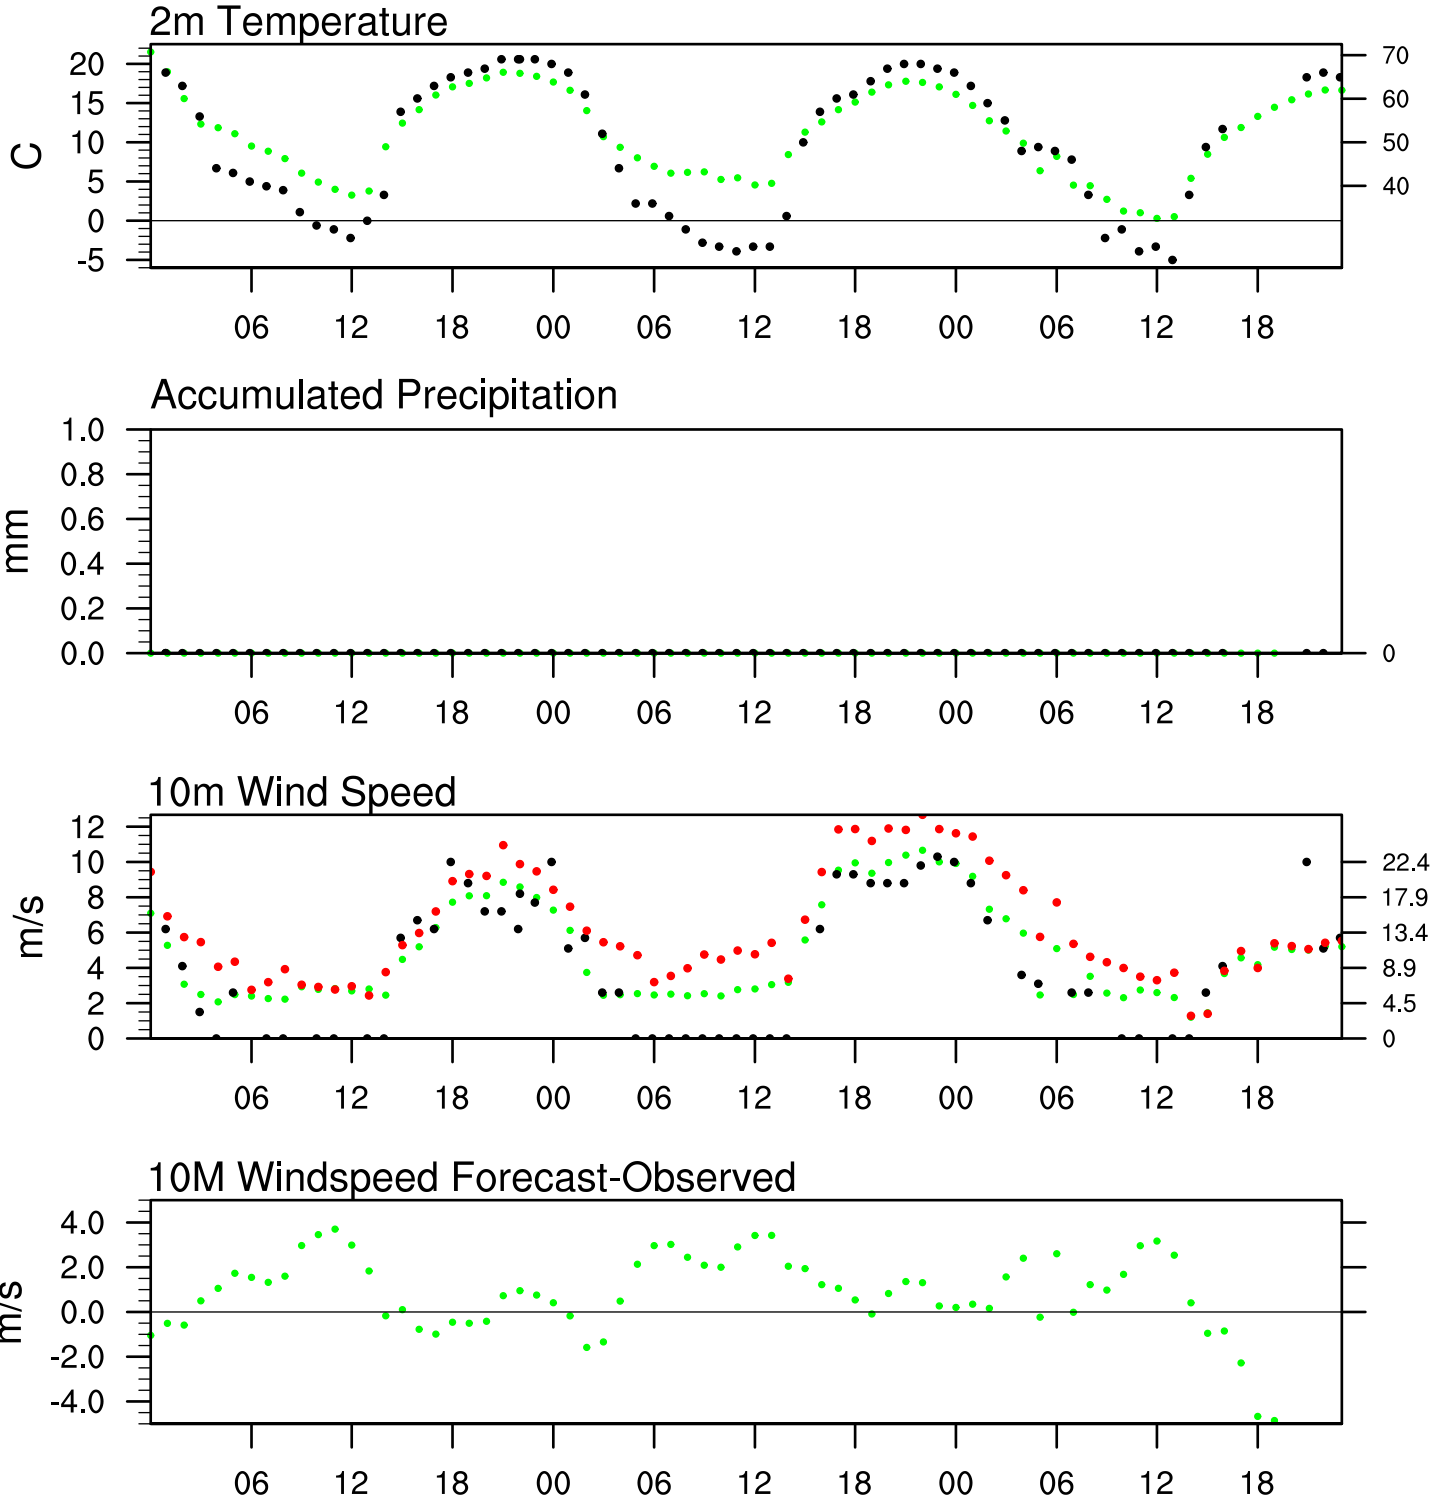 2m Temperature
20
15
10
5
0
-5
C
70
60
50
40
06 12 18 00 06 12 18 00 06 12 18
Accumulated Precipitation
1.0
0.8
0.6
0.4
0.2
0.0
mm
0
06 12 18 00 06 12 18 00 06 12 18
10m Wind Speed
12
10
8
6
4
2
0
m/s
22.4
17.9
13.4
8.9
4.5
0
06 12 18 00 06 12 18 00 06 12 18
10M Windspeed Forecast-Observed
4.0
2.0
0.0
-2.0
-4.0
m/s
06 12 18 00 06 12 18 00 06 12 18